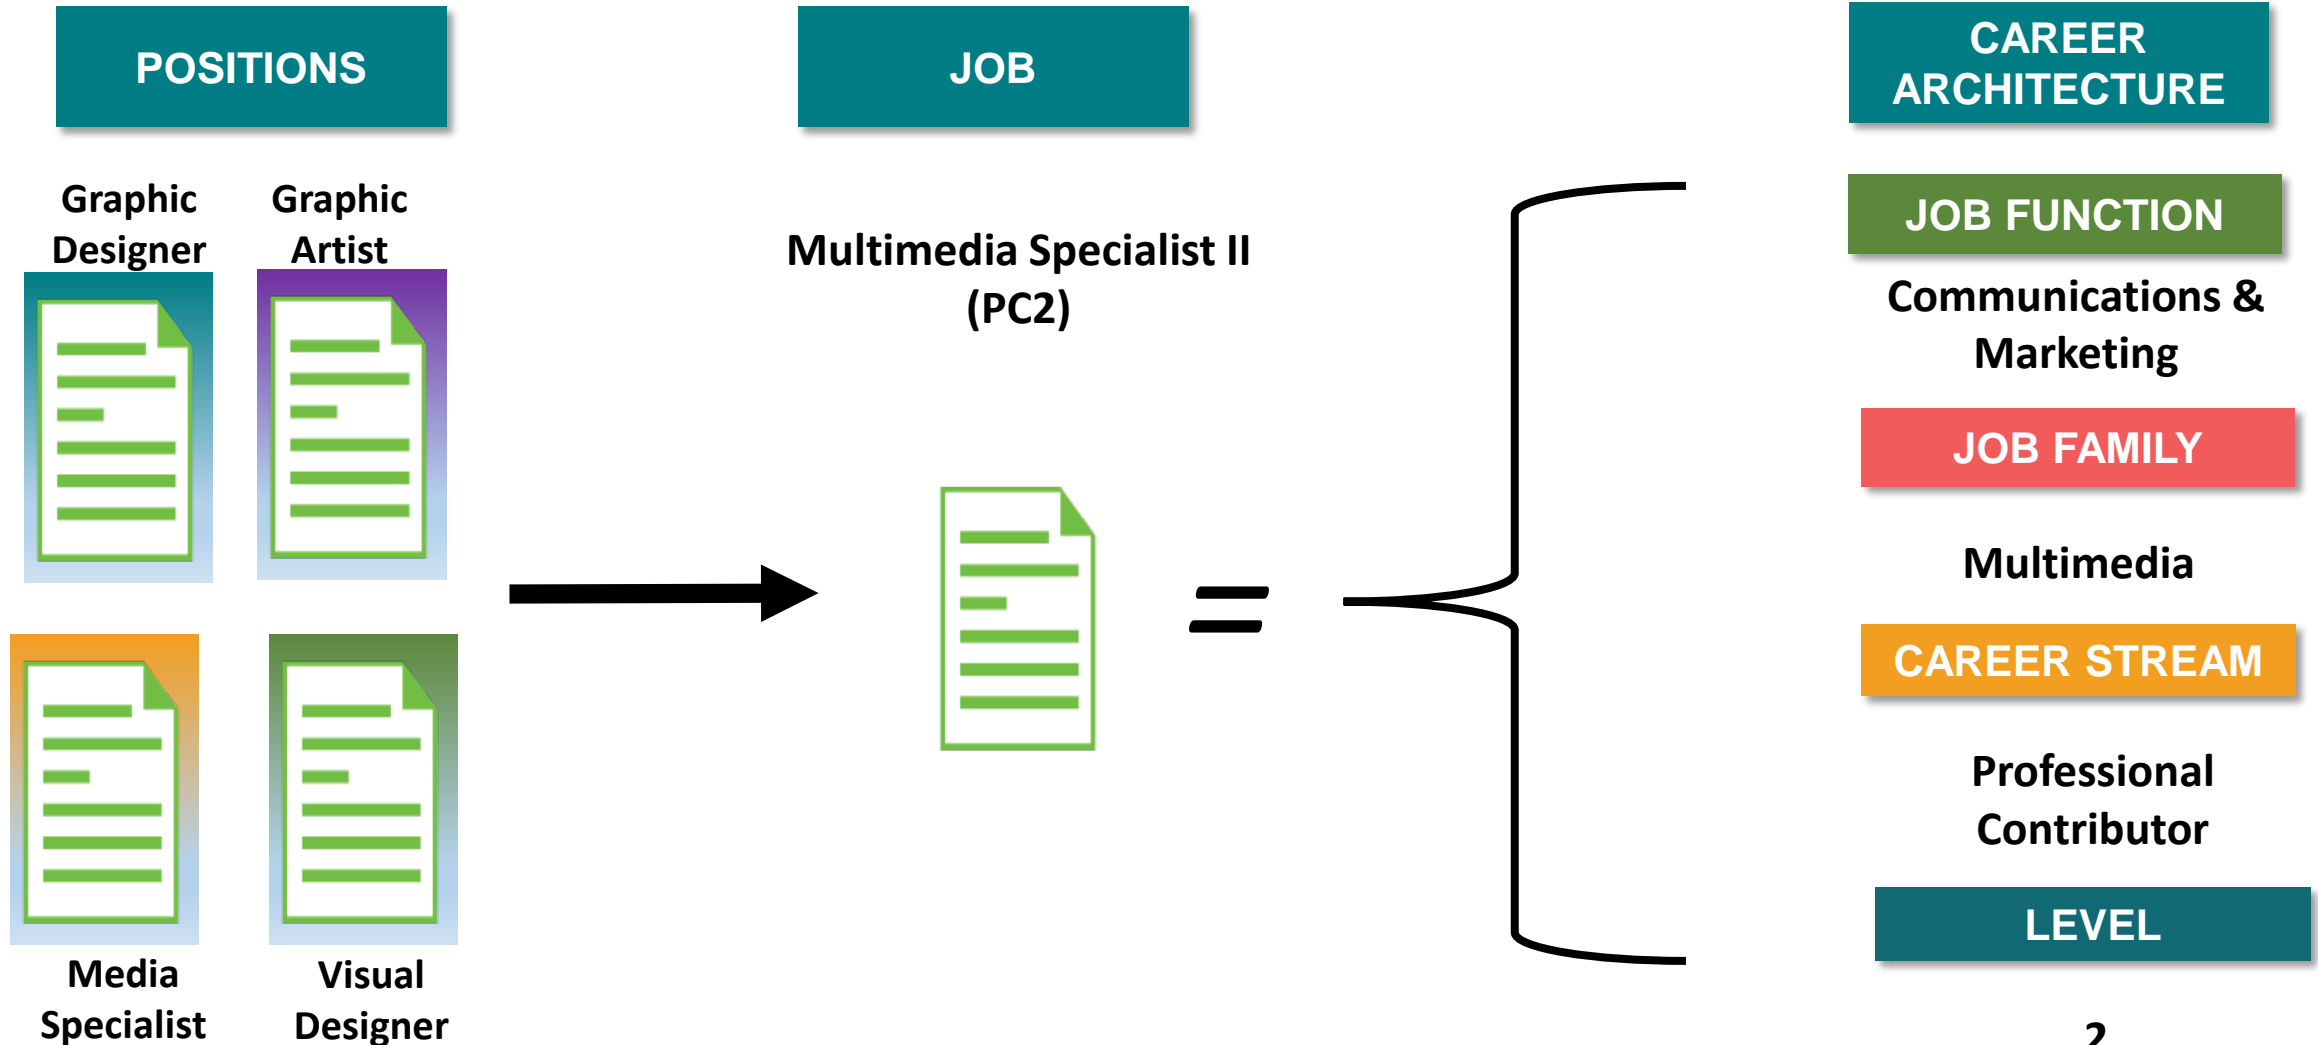 POSITIONS
Graphic
Designer
Graphic
Artist
Media
Specialist
Visual
Designer
JOB
Multimedia Specialist II
(PC2)
=
CAREER
ARCHITECTURE
JOB FUNCTION
Communications &
Marketing
JOB FAMILY
Multimedia
CAREER STREAM
Professional
Contributor
LEVEL
2